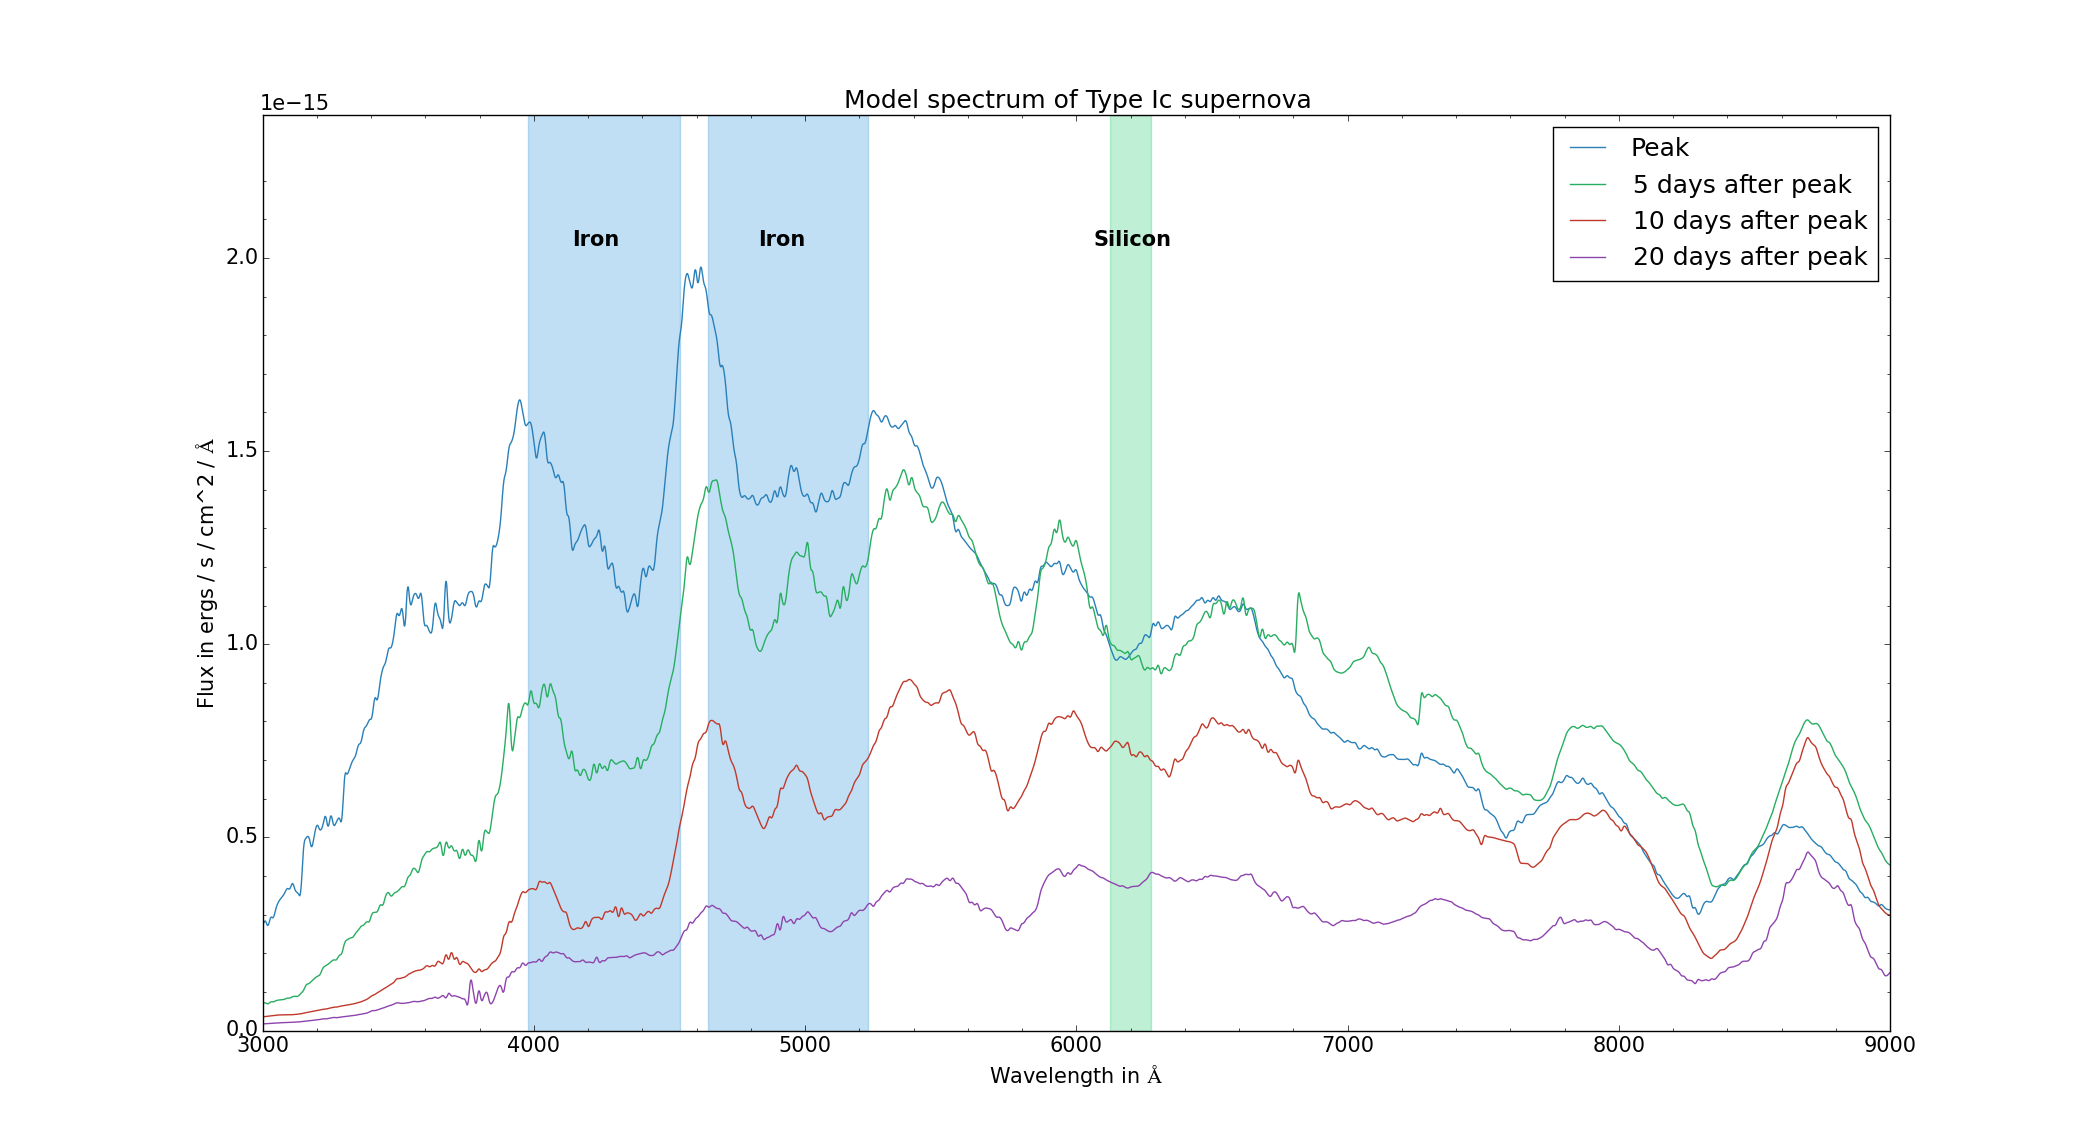 Model spectrum of Type Ic supernova
1e−15
Peak
5 days after peak
10 days after peak
20 days after peak
Iron
Iron
Silicon
Flux in ergs / s / cm^2 / Å
2.0
1.5
1.0
0.5
0.0
3000 4000 5000 6000 7000 8000 9000
Wavelength in Å